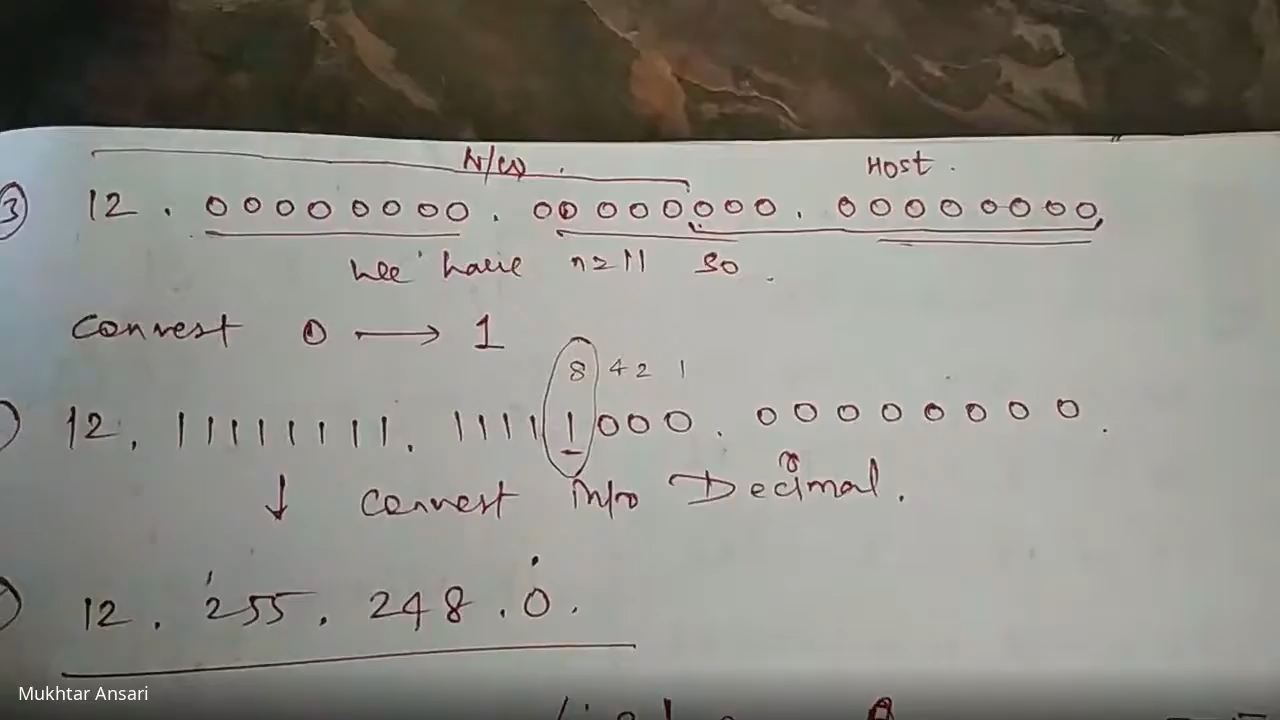 N/W. Host.
③ 12. 00000000. 00000000. 00000000,
we have n=11 so.
convert 0 → 1
8 4 2 1
12. 11111111. 11111000. 00000000.
↓ convert into Decimal.
12. 255. 248. 0.
Mukhtar Ansari